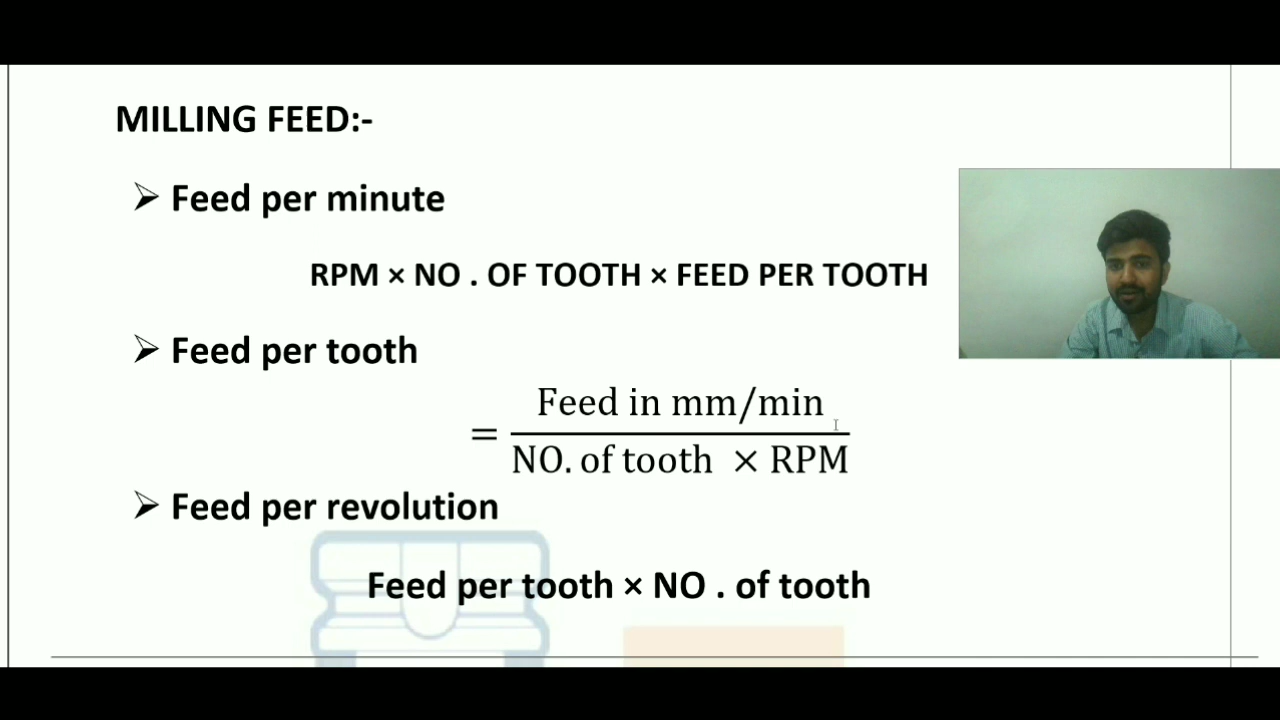 MILLING FEED:-
Feed per minute
RPM × NO . OF TOOTH × FEED PER TOOTH
Feed per tooth
Feed in mm/min
=
NO. of tooth × RPM
Feed per revolution
Feed per tooth × NO . of tooth